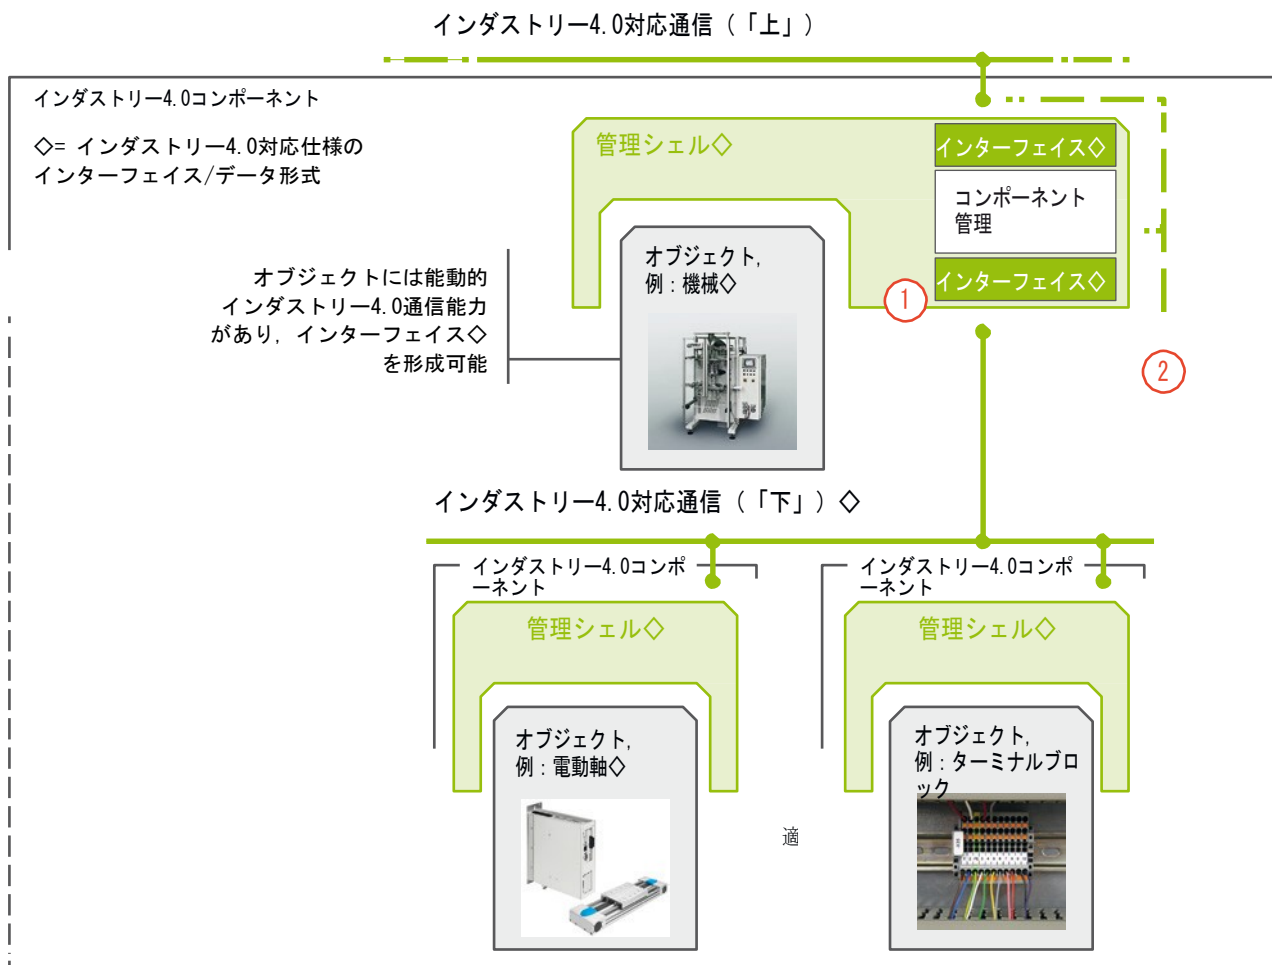 インダストリー4.0対応通信（「上」）
インダストリー4.0コンポーネント
◇= インダストリー4.0対応仕様の
インターフェイス/データ形式
管理シェル◇
インターフェイス◇
コンポーネント
管理
インターフェイス◇
オブジェクト,
例：機械◇
オブジェクトには能動的
インダストリー4.0通信能力
があり, インターフェイス◇
を形成可能
1
2
インダストリー4.0対応通信（「下」）◇
インダストリー4.0コンポ
ーネント
管理シェル◇
オブジェクト,
例：電動軸◇
適
インダストリー4.0コンポ
ーネント
管理シェル◇
オブジェクト,
例：ターミナルブロ
ック